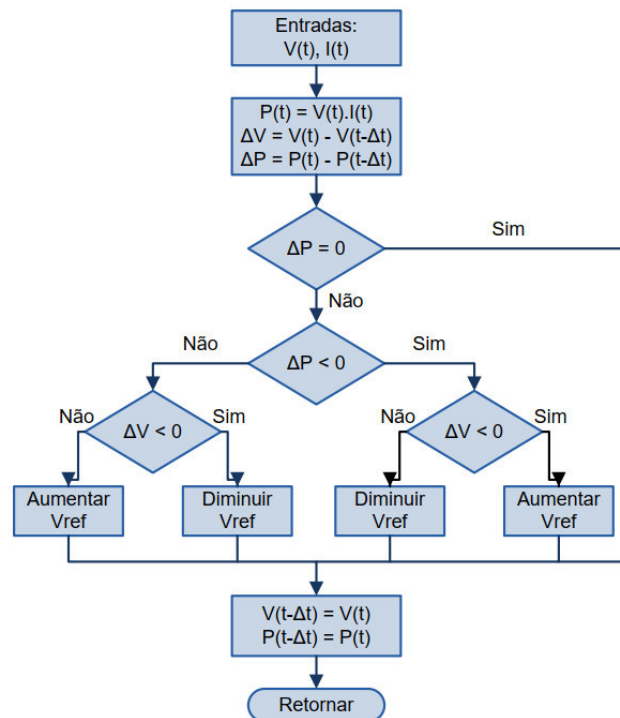 Entradas:
V(t), I(t)
P(t) = V(t).I(t)
ΔV = V(t) - V(t-Δt)
ΔP = P(t) - P(t-Δt)
ΔP = 0
Sim
Não
ΔP < 0
Não
Sim
ΔV < 0
Não
Sim
ΔV < 0
Não
Sim
Aumentar
Vref
Diminuir
Vref
Diminuir
Vref
Aumentar
Vref
V(t-Δt) = V(t)
P(t-Δt) = P(t)
Retornar